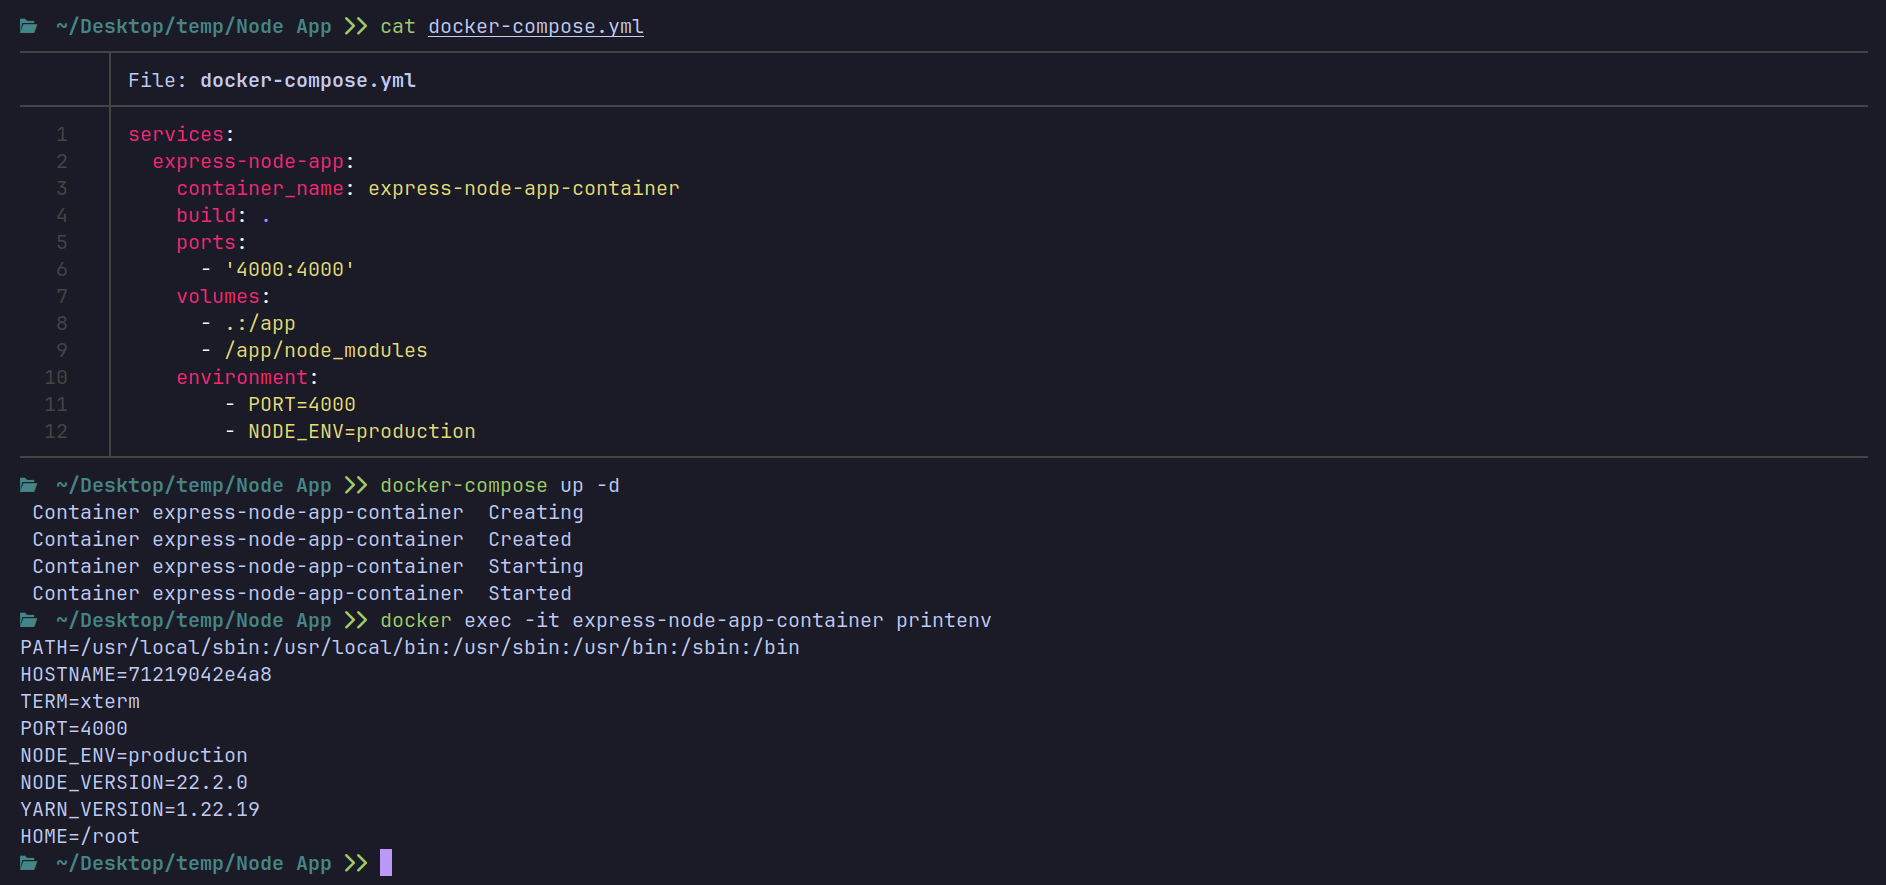 ~/Desktop/temp/Node App >> cat docker-compose.yml
File: docker-compose.yml
1 services:
2   express-node-app:
3     container_name: express-node-app-container
4     build: .
5     ports:
6       - '4000:4000'
7     volumes:
8       - .:/app
9       - /app/node_modules
10     environment:
11         - PORT=4000
12         - NODE_ENV=production
~/Desktop/temp/Node App >> docker-compose up -d
Container express-node-app-container  Creating
Container express-node-app-container  Created
Container express-node-app-container  Starting
Container express-node-app-container  Started
~/Desktop/temp/Node App >> docker exec -it express-node-app-container printenv
PATH=/usr/local/sbin:/usr/local/bin:/usr/sbin:/usr/bin:/sbin:/bin
HOSTNAME=71219042e4a8
TERM=xterm
PORT=4000
NODE_ENV=production
NODE_VERSION=22.2.0
YARN_VERSION=1.22.19
HOME=/root
~/Desktop/temp/Node App >>